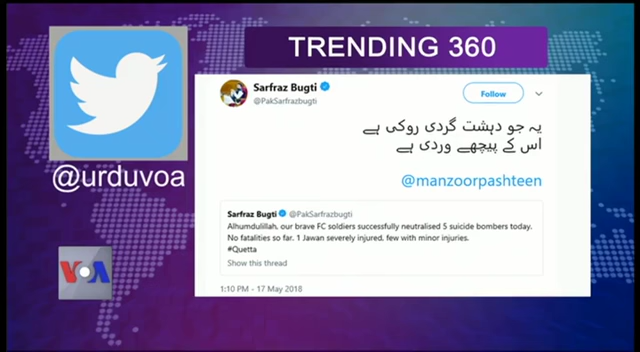 TRENDING 360
@urduvoa
VOA
Sarfraz Bugti
@PakSarfrazbugti
Follow
یہ جو دہشت گردی روکی ہے
اس کے پیچھے وردی ہے
@manzoorpashteen
Sarfraz Bugti @PakSarfrazbugti
Alhumdulillah, our brave FC soldiers successfully neutralised 5 suicide bombers today.
No fatalities so far. 1 Jawan severely injured, few with minor injuries.
#Quetta
Show this thread
1:10 PM - 17 May 2018